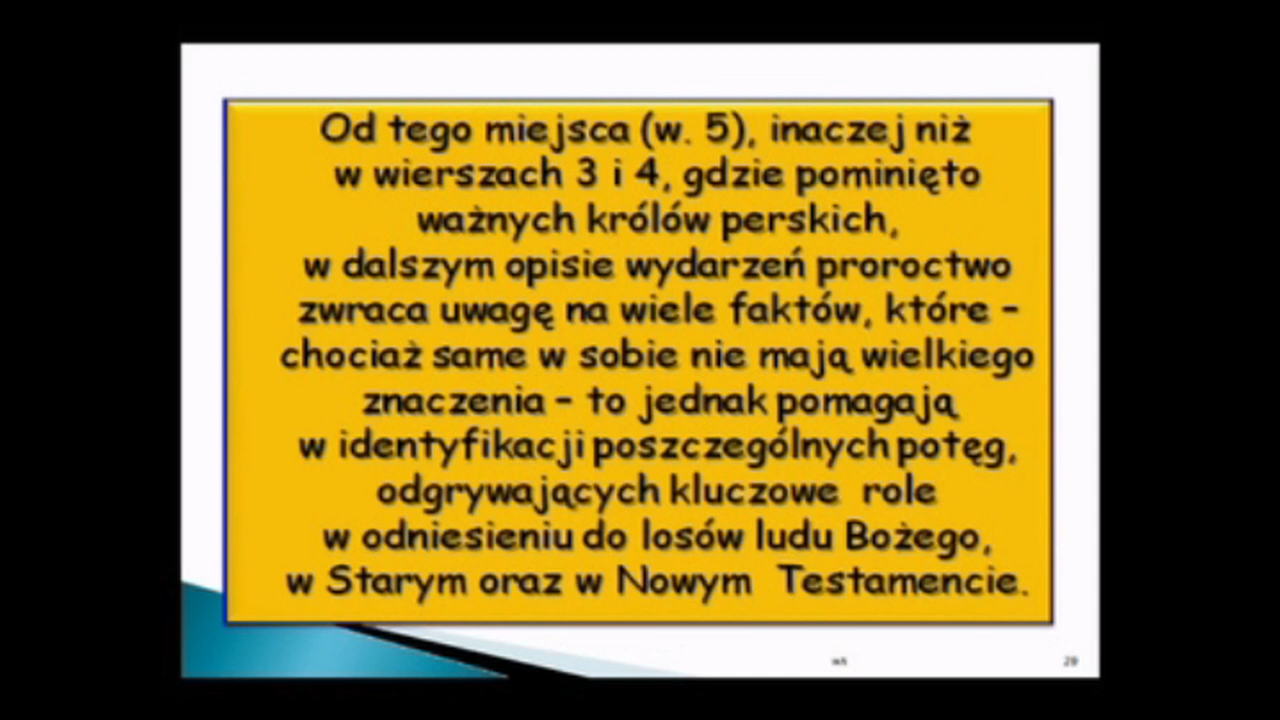 Od tego miejsca (w. 5), inaczej niż
w wierszach 3 i 4, gdzie pominięto
ważnych królów perskich,
w dalszym opisie wydarzeń proroctwo
zwraca uwagę na wiele faktów, które –
chociaż same w sobie nie mają wielkiego
znaczenia – to jednak pomagają
w identyfikacji poszczególnych potęg,
odgrywających kluczowe role
w odniesieniu do losów ludu Bożego,
w Starym oraz w Nowym Testamencie.